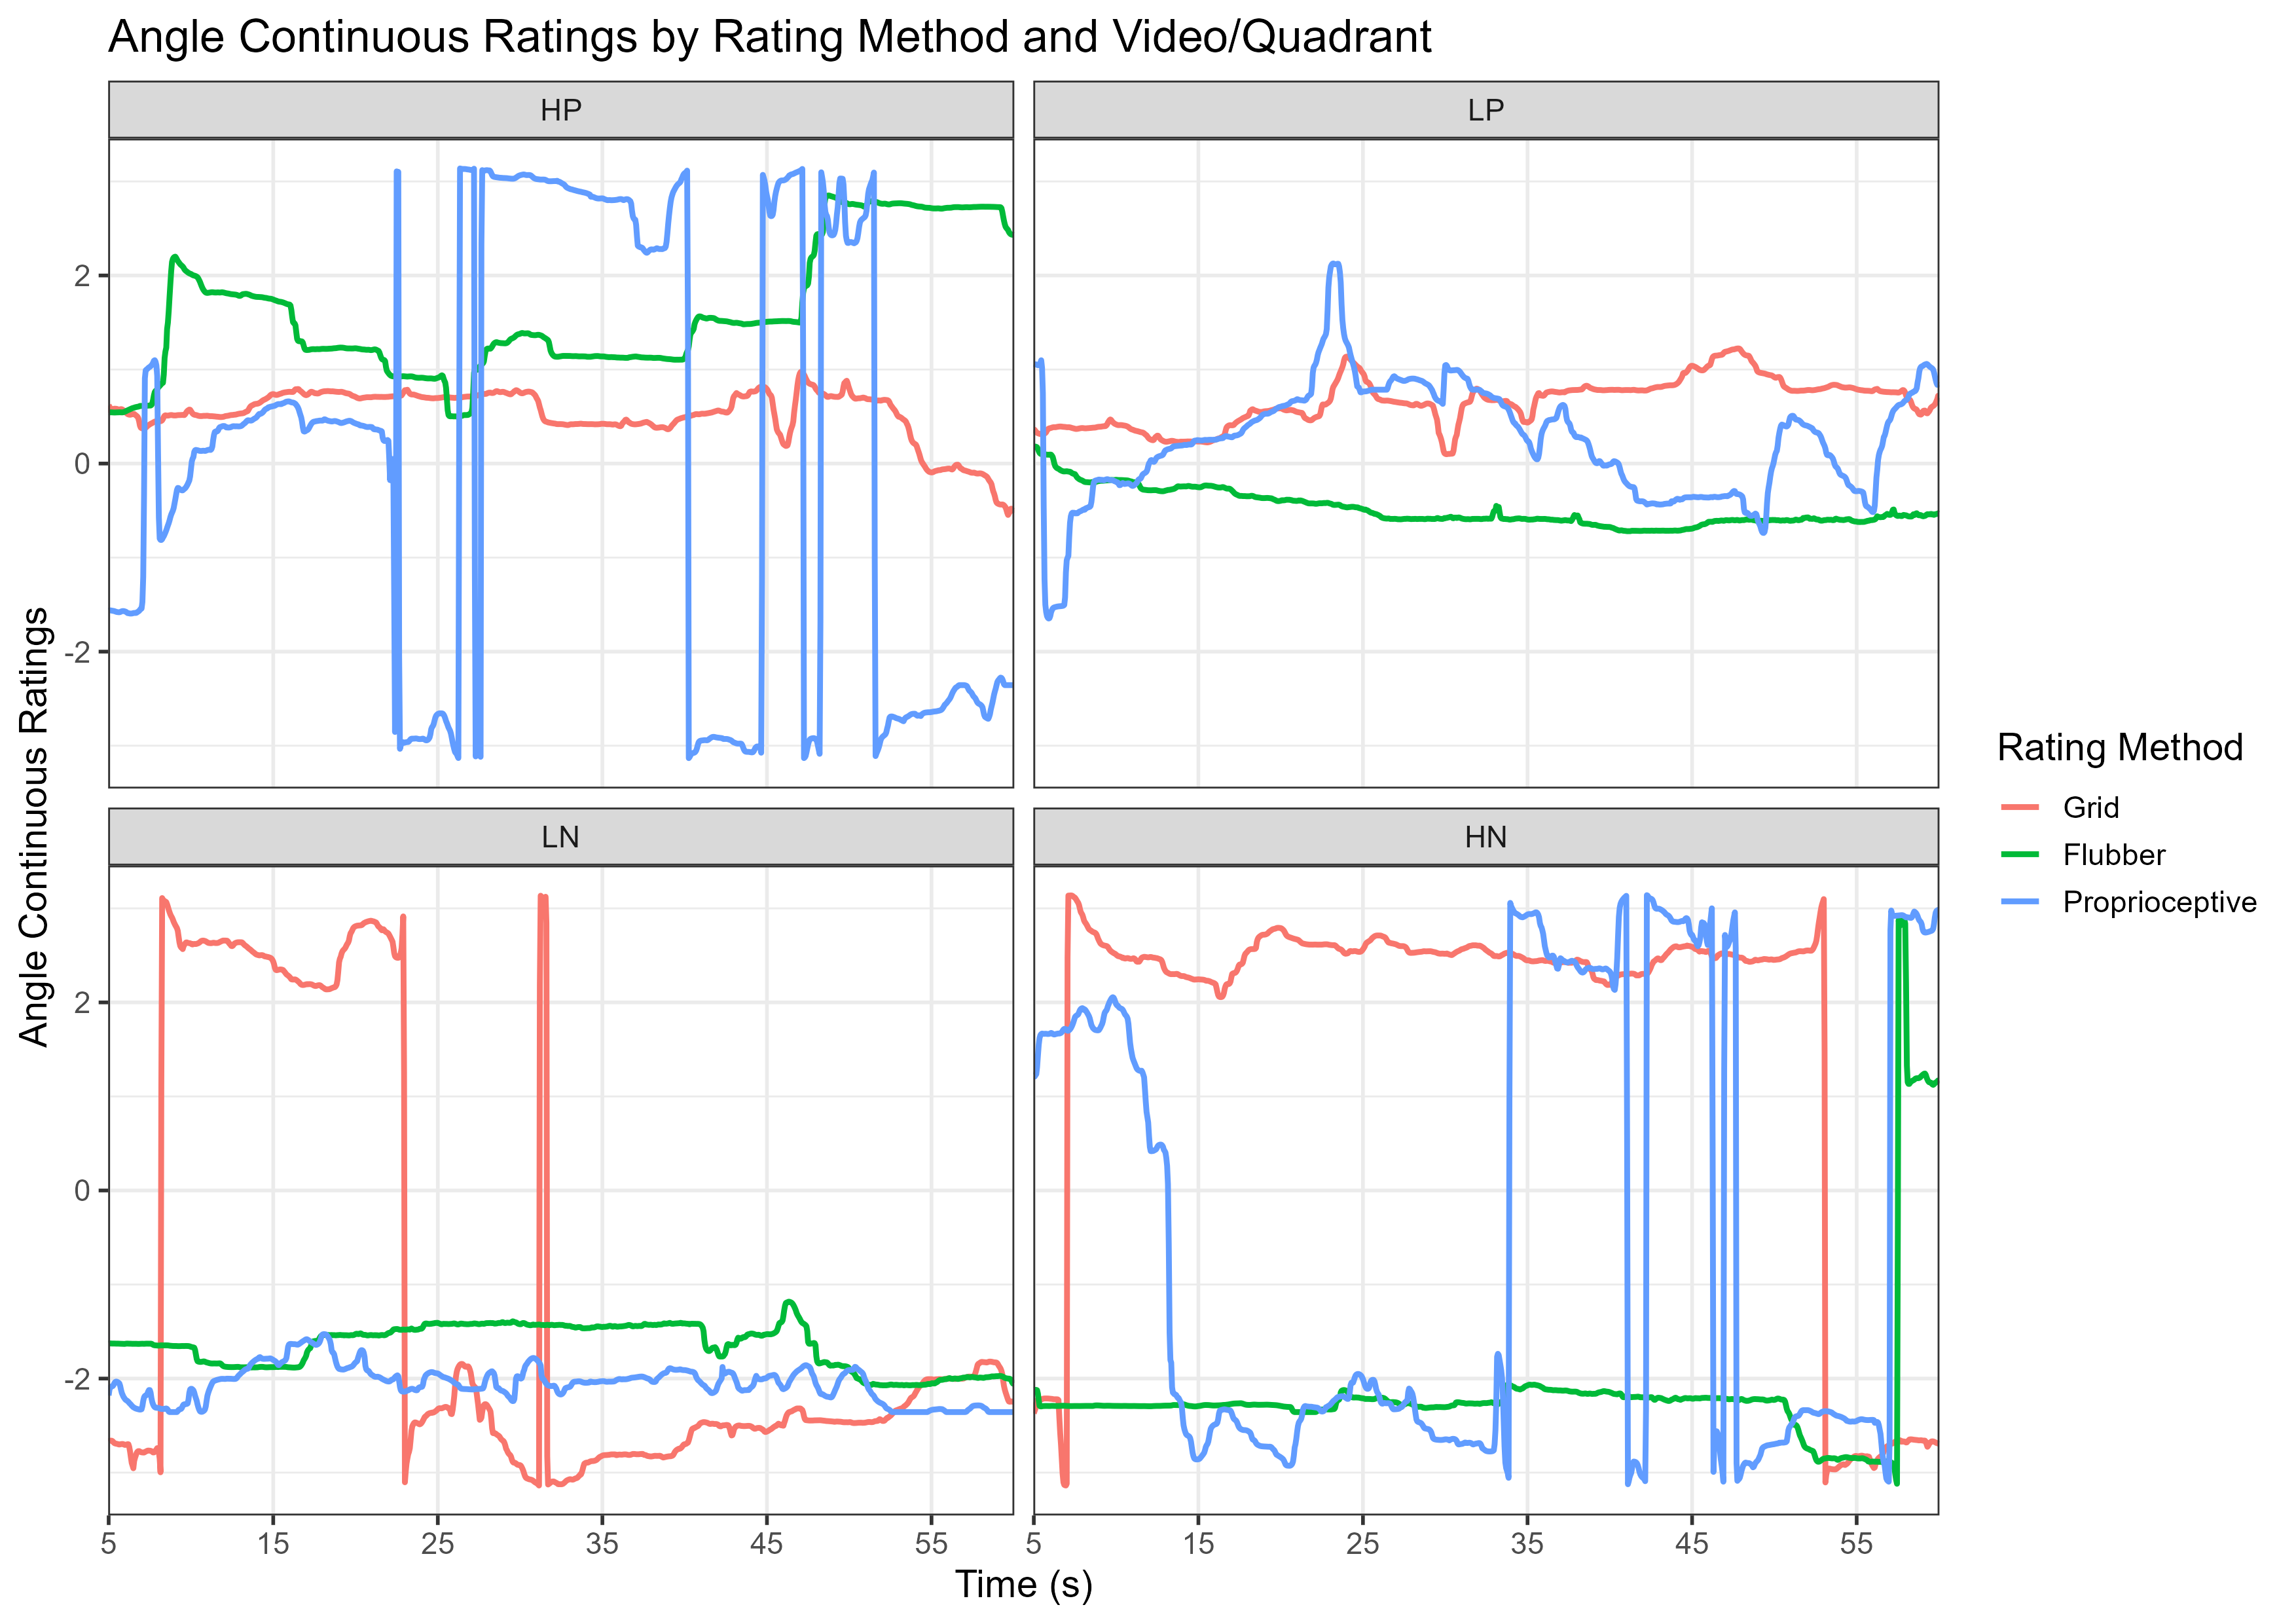 Angle Continuous Ratings by Rating Method and Video/Quadrant
HP
LP
2
0
-2
LN
HN
2
0
-2
5 15 25 35 45 55 5 15 25 35 45 55
Time (s)
Angle Continuous Ratings
Rating Method
Grid
Flubber
Proprioceptive